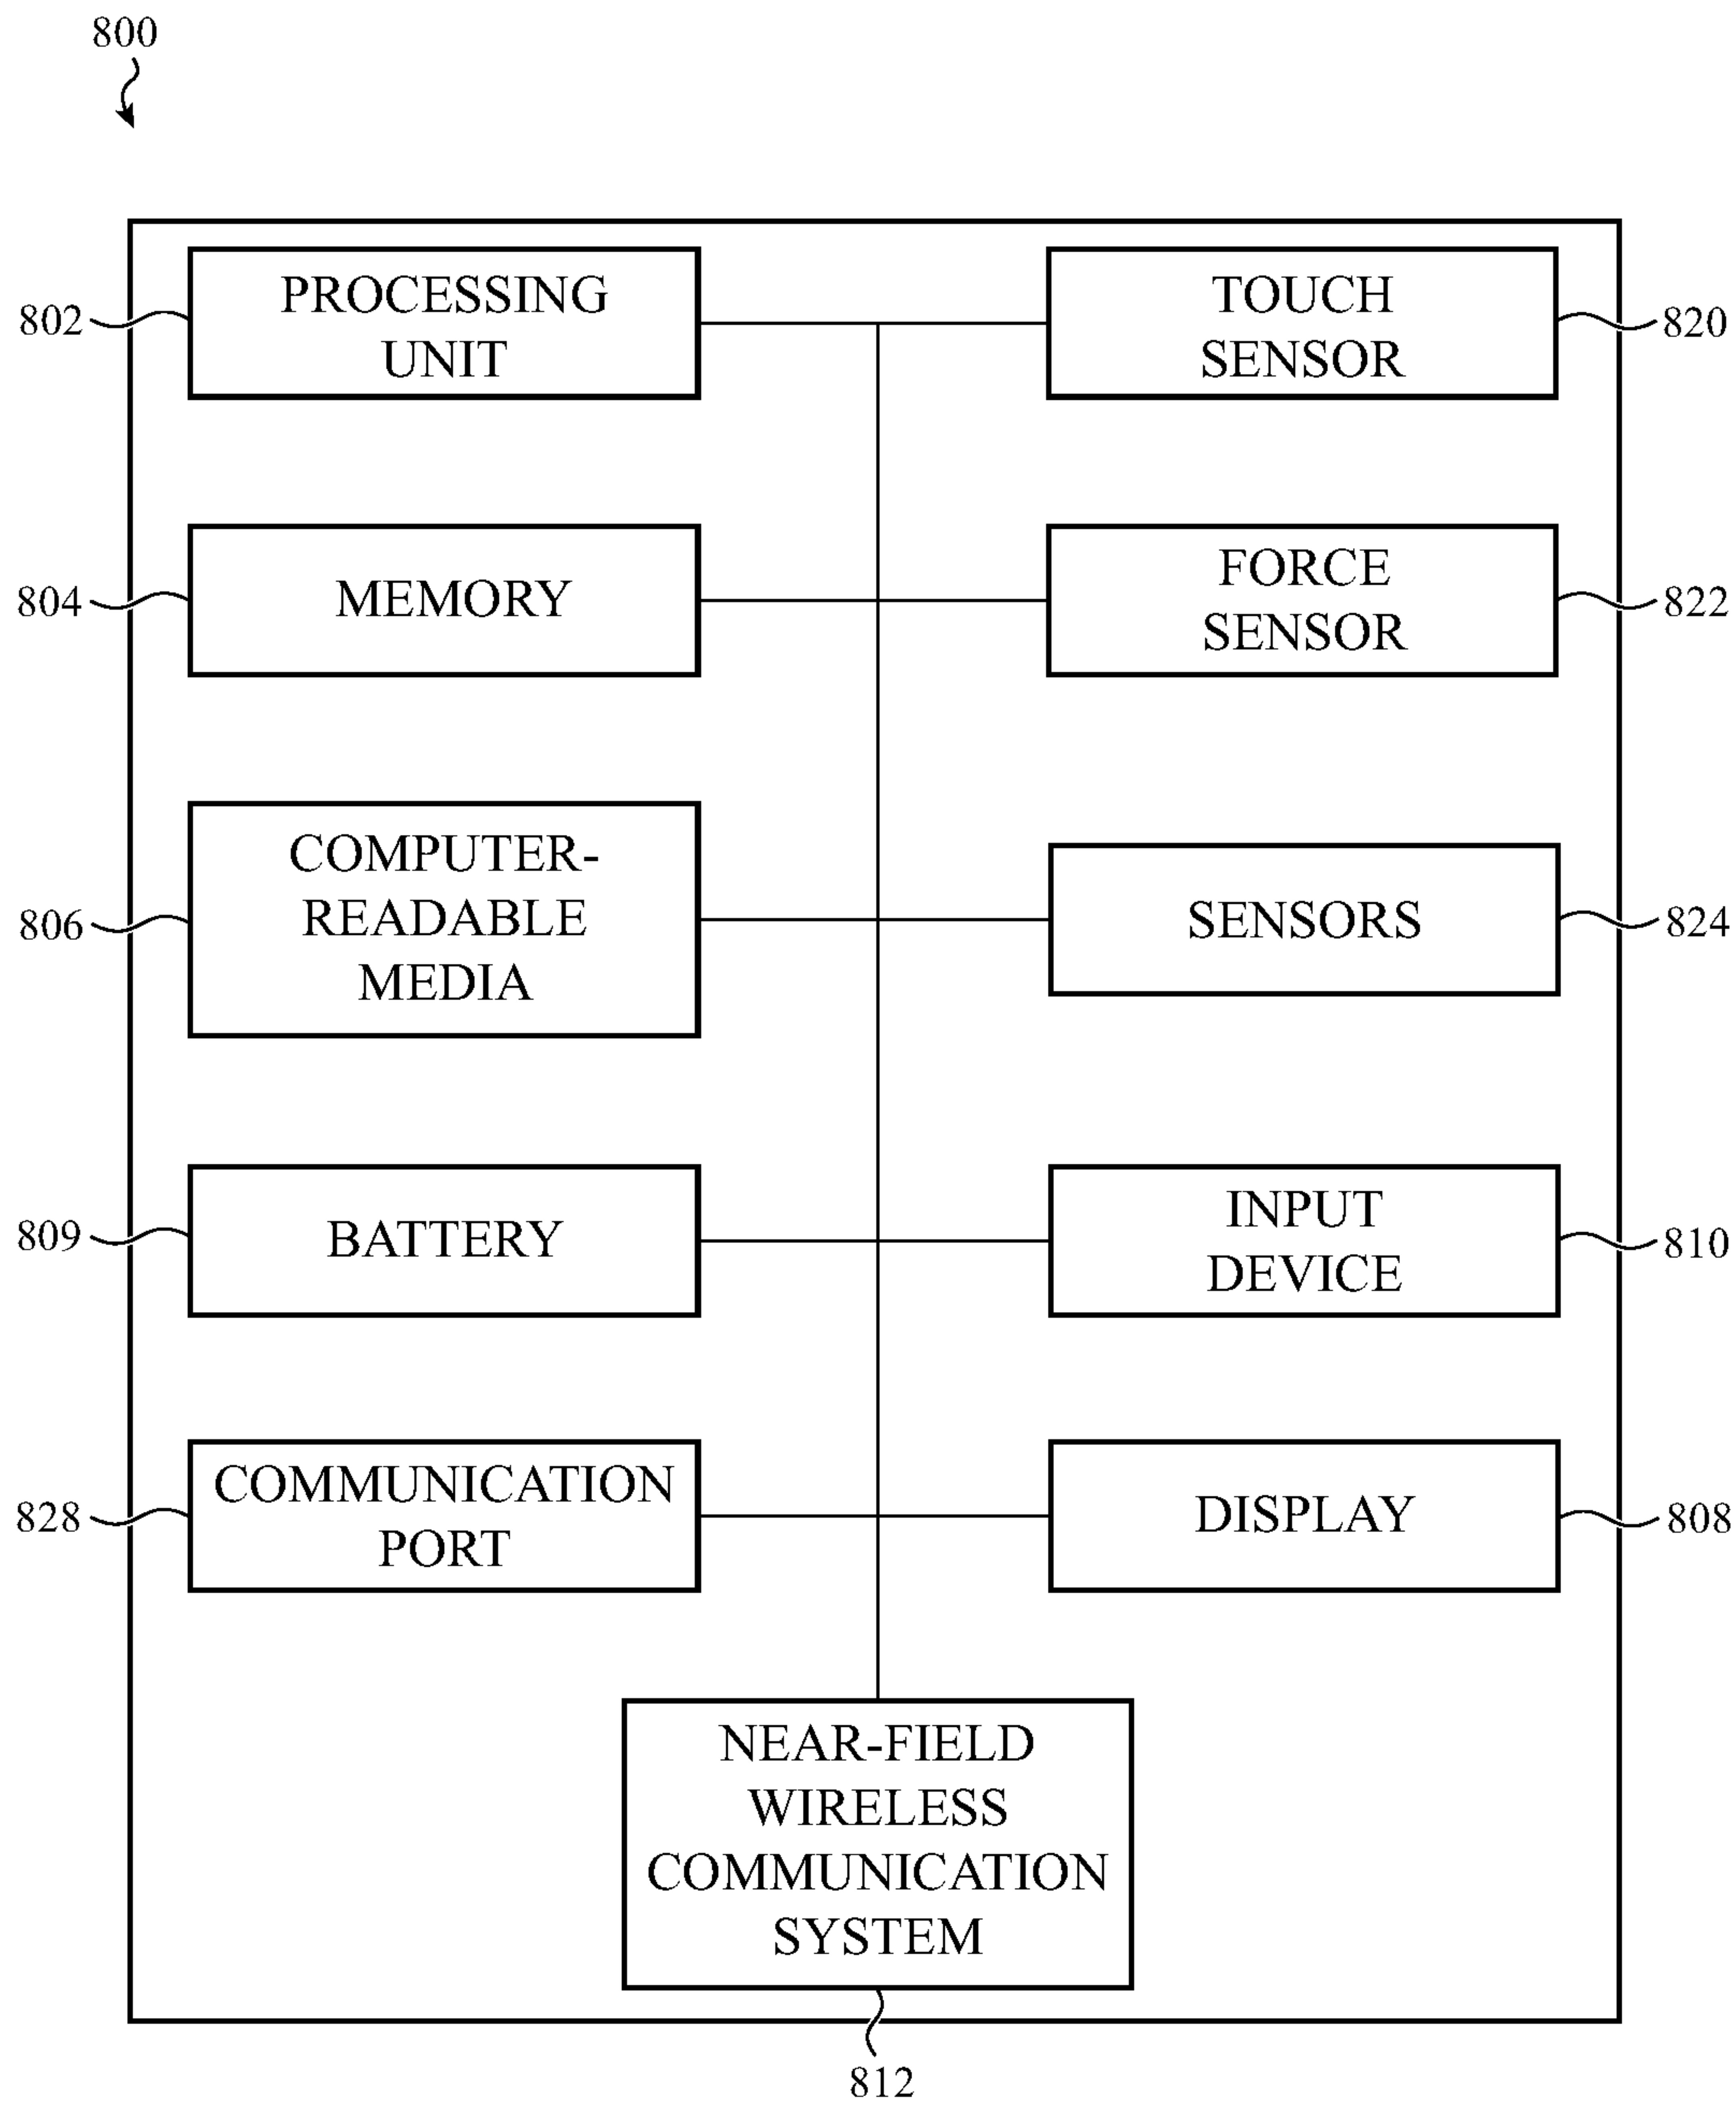 800
802
PROCESSING
UNIT
TOUCH
SENSOR
820
804
MEMORY
FORCE
SENSOR
822
806
COMPUTER-
READABLE
MEDIA
SENSORS
824
809
BATTERY
INPUT
DEVICE
810
828
COMMUNICATION
PORT
DISPLAY
808
NEAR-FIELD
WIRELESS
COMMUNICATION
SYSTEM
812